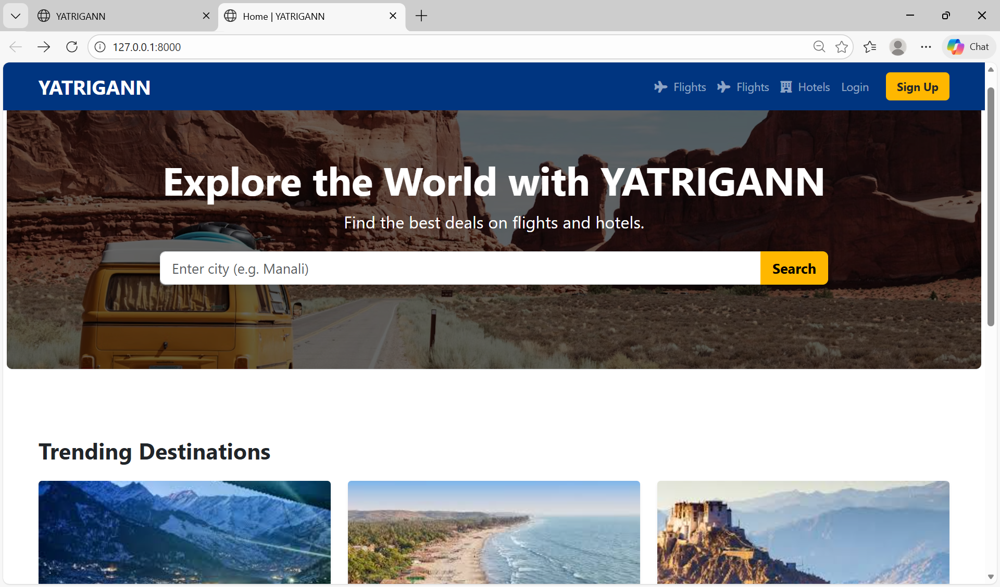 YATRIGANN
Home | YATRIGANN
127.0.0.1:8000
Chat
YATRIGANN
Flights
Flights
Hotels
Login
Sign Up
Explore the World with YATRIGANN
Find the best deals on flights and hotels.
Enter city (e.g. Manali)
Search
Trending Destinations